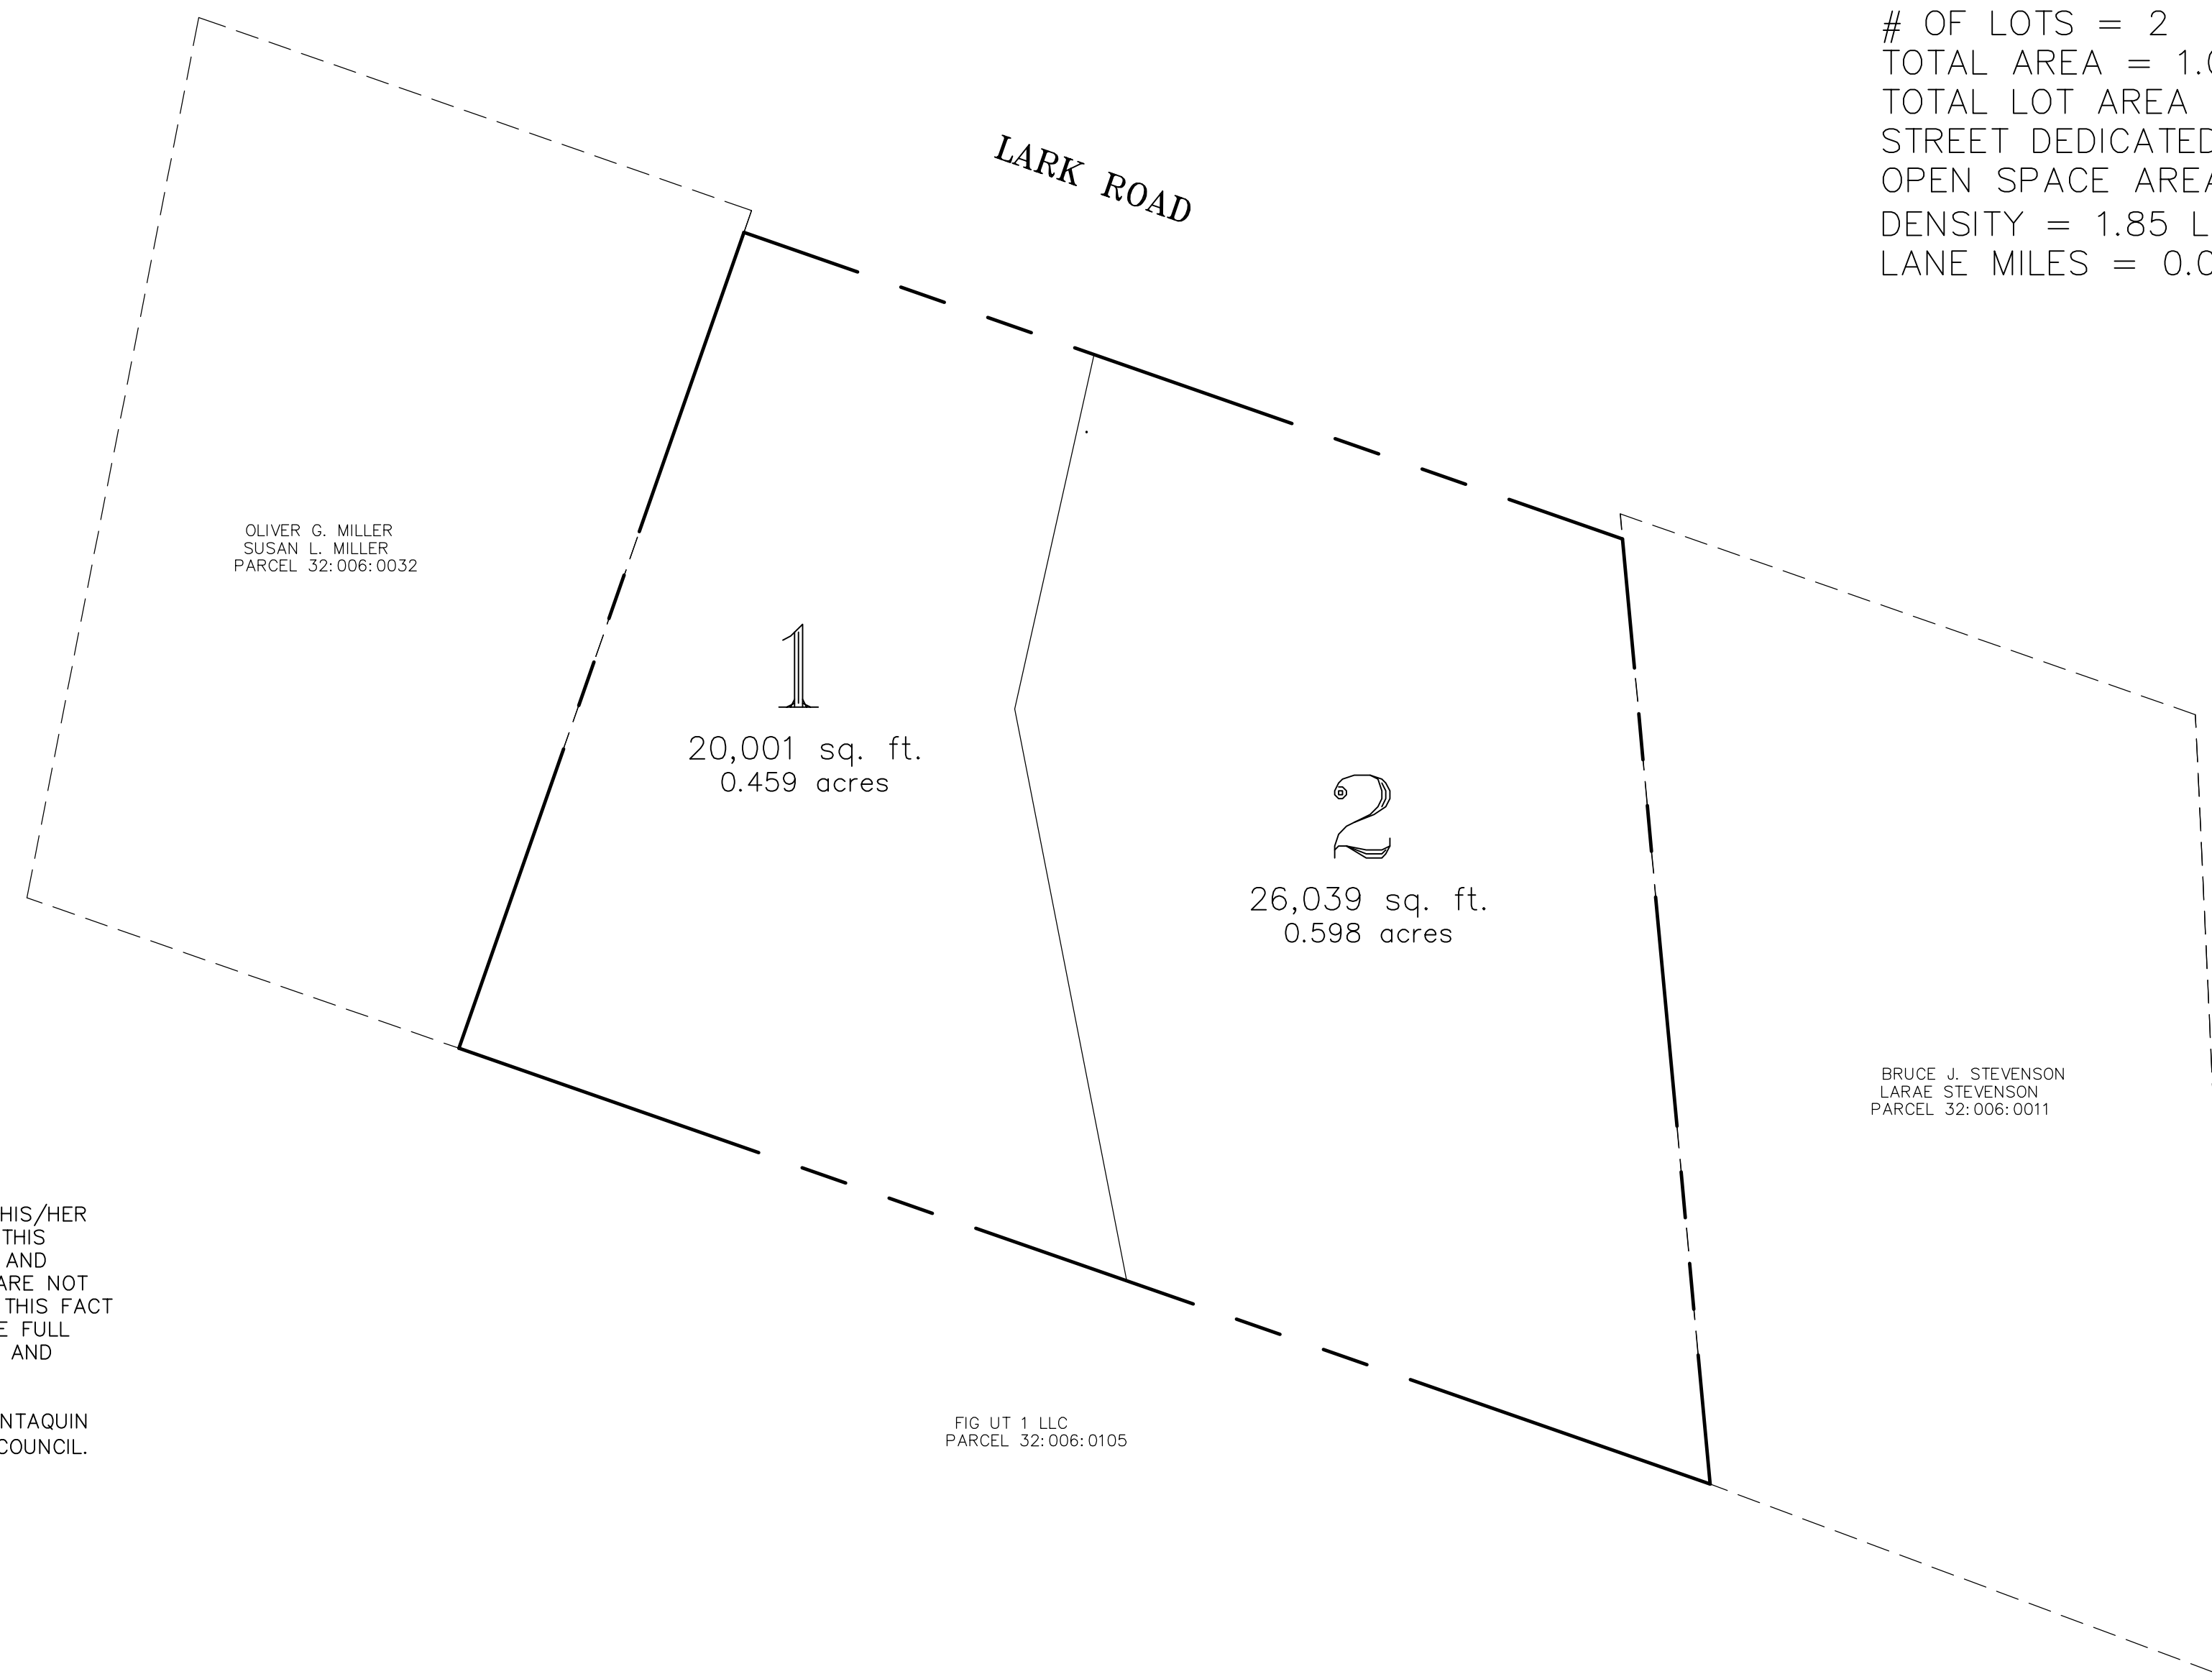 # OF LOTS = 2
TOTAL AREA = 1.0
TOTAL LOT AREA
STREET DEDICATED
OPEN SPACE AREA
DENSITY = 1.85 L
LANE MILES = 0.0
LARK ROAD
OLIVER G. MILLER
SUSAN L. MILLER
PARCEL 32:006:0032
1
20,001 sq. ft.
0.459 acres
2
26,039 sq. ft.
0.598 acres
BRUCE J. STEVENSON
LARAE STEVENSON
PARCEL 32:006:0011
HIS/HER
THIS
AND
ARE NOT
THIS FACT
E FULL
AND
NTAQUIN
COUNCIL.
FIG UT 1 LLC
PARCEL 32:006:0105